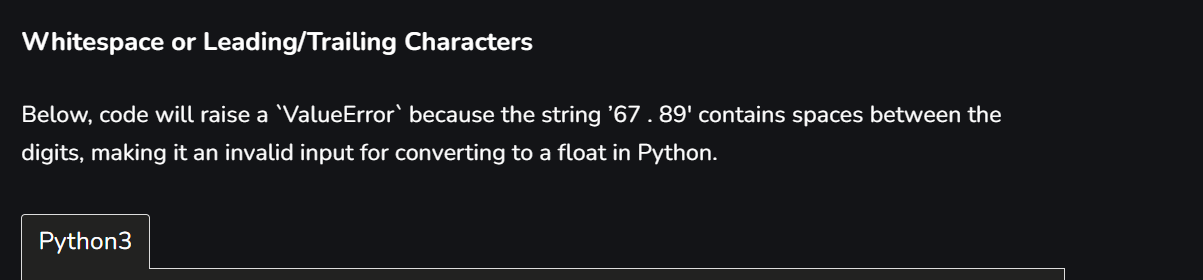 Whitespace or Leading/Trailing Characters
Below, code will raise a `ValueError` because the string ’67 . 89' contains spaces between the
digits, making it an invalid input for converting to a float in Python.
Python3